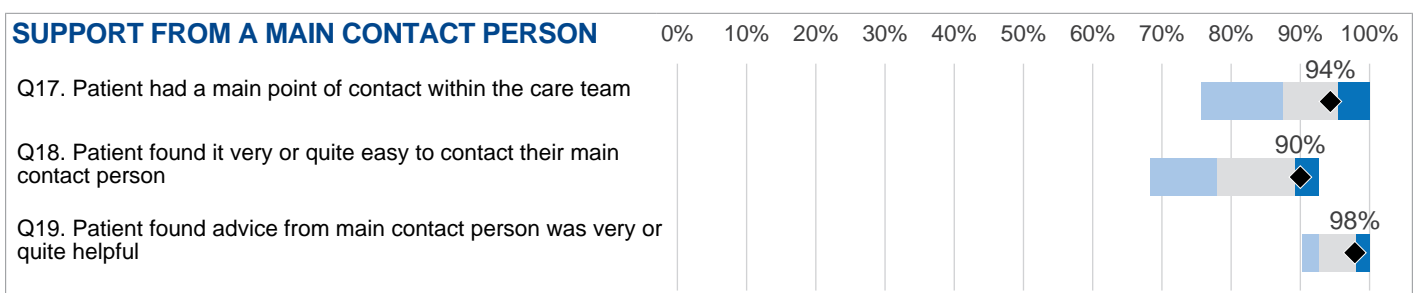 SUPPORT FROM A MAIN CONTACT PERSON 0% 10% 20% 30% 40% 50% 60% 70% 80% 90% 100%
94%
Q17. Patient had a main point of contact within the care team
90%
Q18. Patient found it very or quite easy to contact their main
contact person
98%
Q19. Patient found advice from main contact person was very or
quite helpful